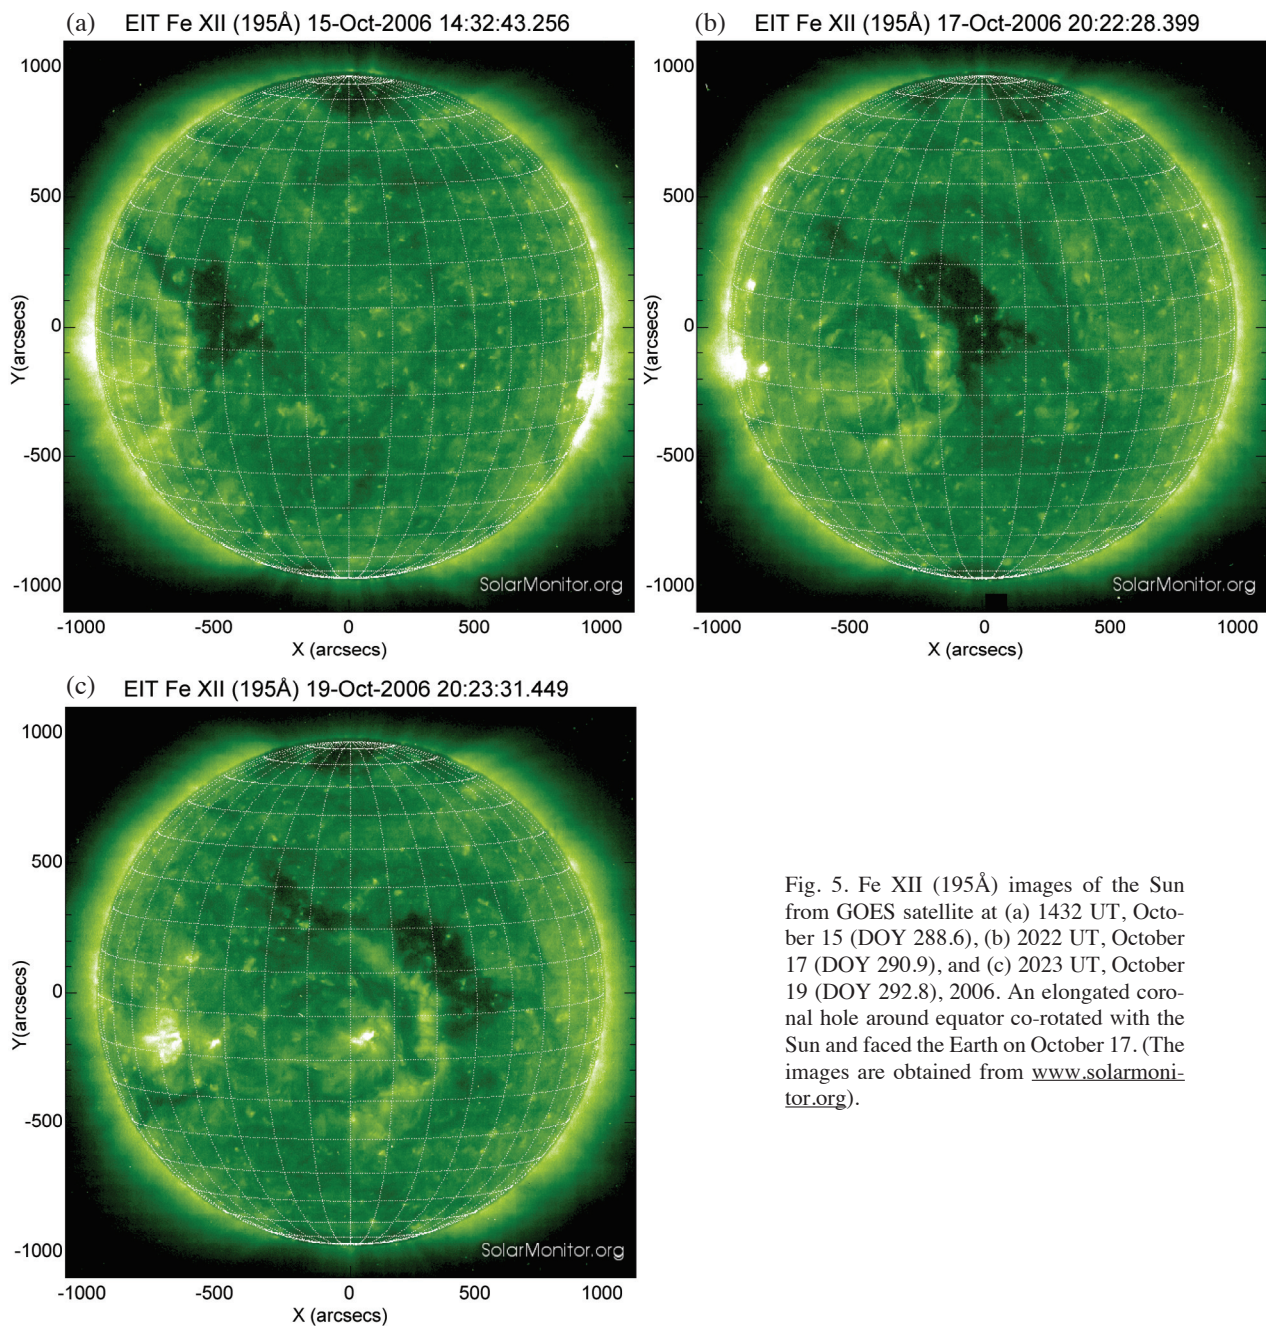 (a) EIT Fe XII (195Å) 15-Oct-2006 14:32:43.256
1000
500
0
-500
-1000
Y(arcsecs)
SolarMonitor.org
-1000 -500 0 500 1000
X (arcsecs)
(b) EIT Fe XII (195Å) 17-Oct-2006 20:22:28.399
1000
500
0
-500
-1000
Y(arcsecs)
SolarMonitor.org
-1000 -500 0 500 1000
X (arcsecs)
(c) EIT Fe XII (195Å) 19-Oct-2006 20:23:31.449
1000
500
0
-500
-1000
Y(arcsecs)
SolarMonitor.org
-1000 -500 0 500 1000
X (arcsecs)
Fig. 5. Fe XII (195Å) images of the Sun
from GOES satellite at (a) 1432 UT, Octo-
ber 15 (DOY 288.6), (b) 2022 UT, October
17 (DOY 290.9), and (c) 2023 UT, October
19 (DOY 292.8), 2006. An elongated coro-
nal hole around equator co-rotated with the
Sun and faced the Earth on October 17. (The
images are obtained from www.solarmoni-
tor.org).